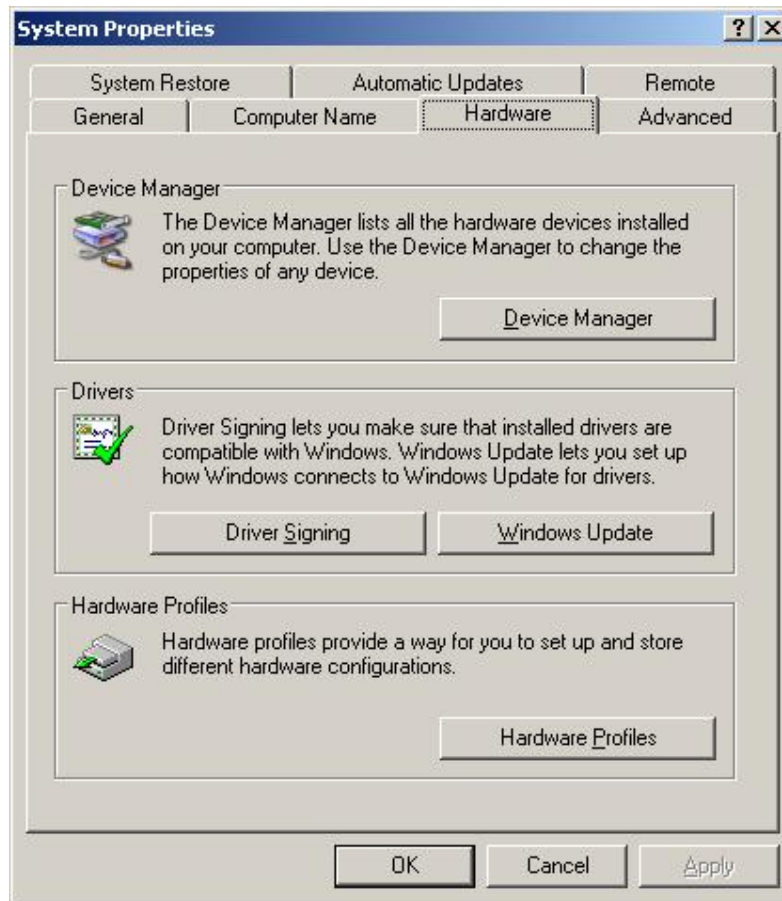 System Properties
System Restore Automatic Updates Remote
General Computer Name Hardware Advanced
Device Manager
The Device Manager lists all the hardware devices installed
on your computer. Use the Device Manager to change the
properties of any device.
Device Manager
Drivers
Driver Signing lets you make sure that installed drivers are
compatible with Windows. Windows Update lets you set up
how Windows connects to Windows Update for drivers.
Driver Signing Windows Update
Hardware Profiles
Hardware profiles provide a way for you to set up and store
different hardware configurations.
Hardware Profiles
OK Cancel Apply